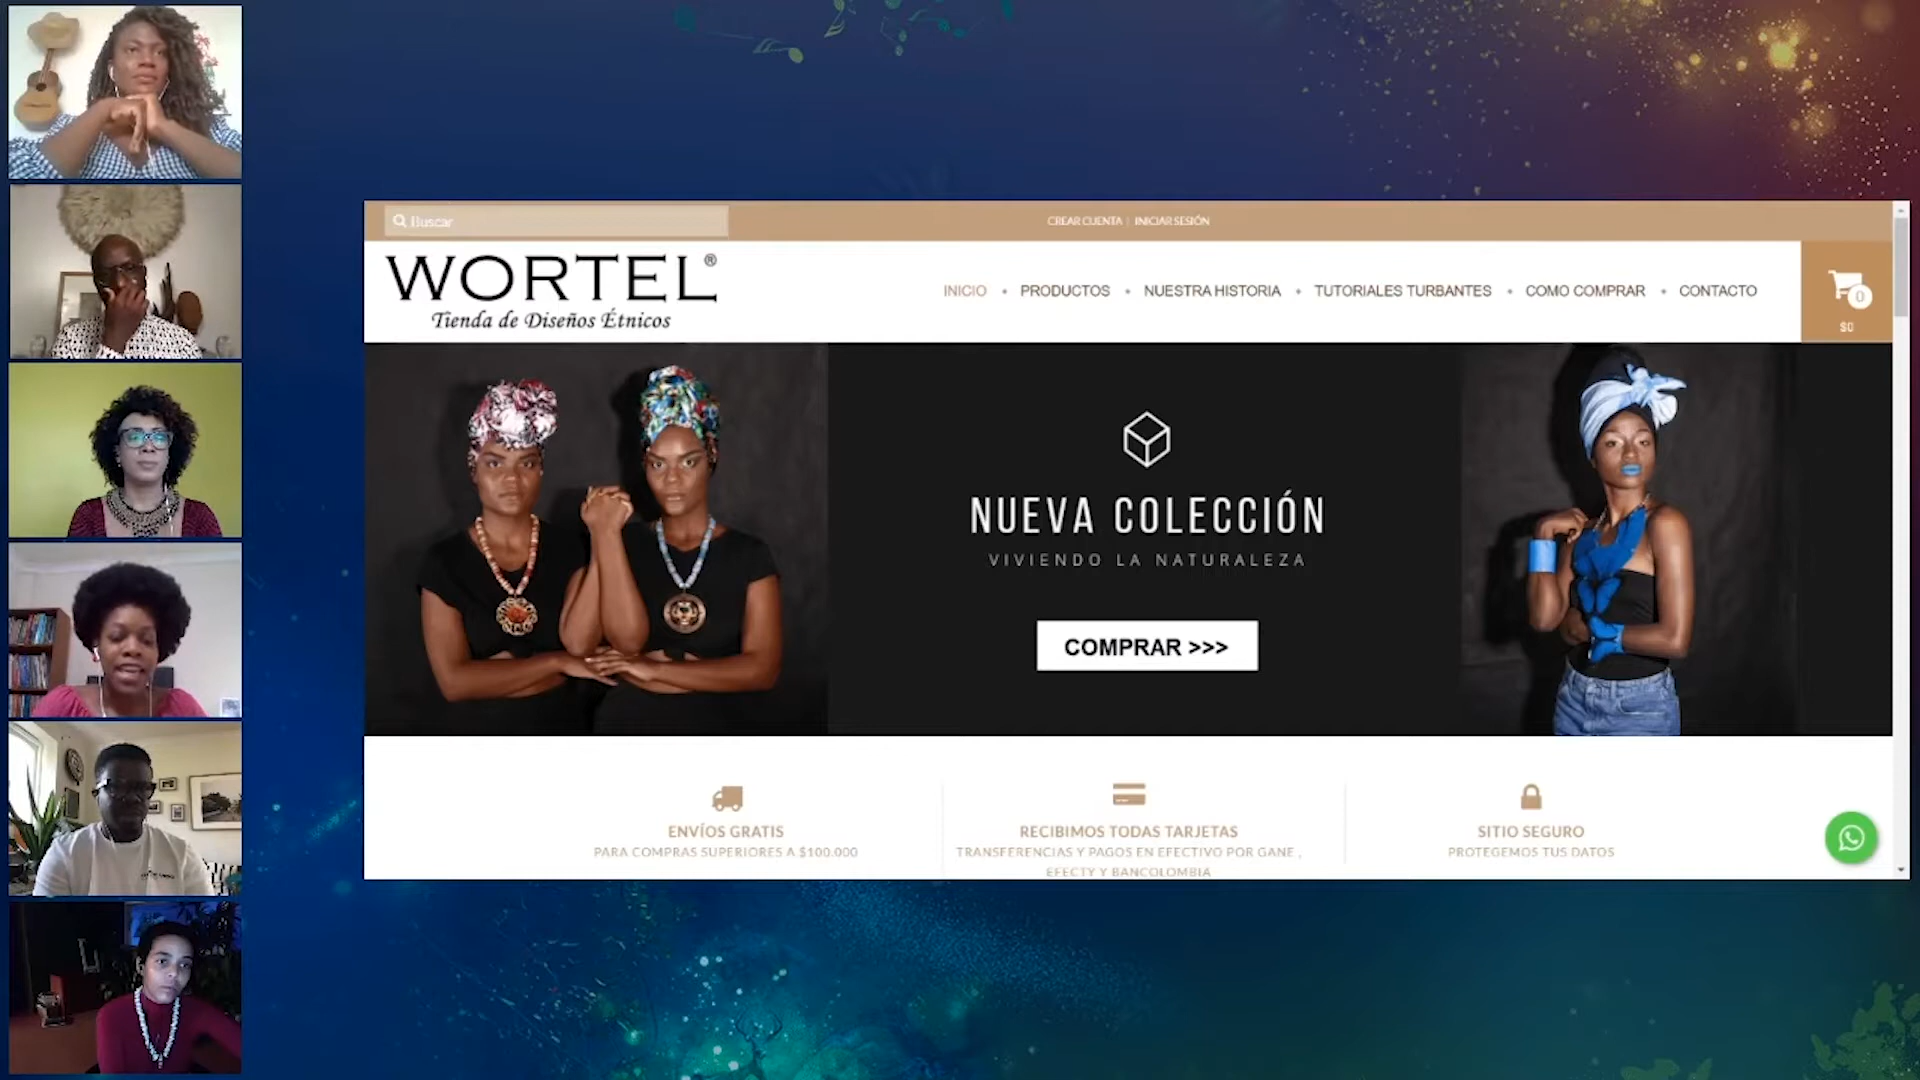 Buscar
CREAR CUENTA | INICIAR SESIÓN
WORTEL®
Tienda de Diseños Étnicos
INICIO • PRODUCTOS • NUESTRA HISTORIA • TUTORIALES TURBANTES • COMO COMPRAR • CONTACTO
0
$0
NUEVA COLECCIÓN
VIVIENDO LA NATURALEZA
COMPRAR >>>
ENVÍOS GRATIS
PARA COMPRAS SUPERIORES A $100.000
RECIBIMOS TODAS TARJETAS
TRANSFERENCIAS Y PAGOS EN EFECTIVO POR GANE ,
EFECTY Y BANCOLOMBIA
SITIO SEGURO
PROTEGEMOS TUS DATOS